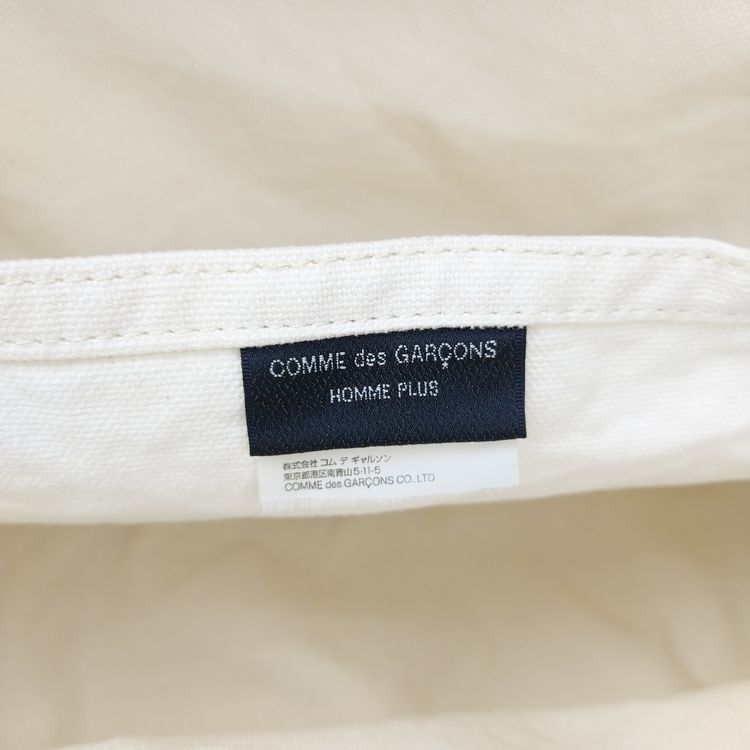 COMME des GARÇONS
HOMME PLUS
株式会社 コム デ ギャルソン
東京都港区南青山5-11-5
COMME des GARÇONS CO., LTD